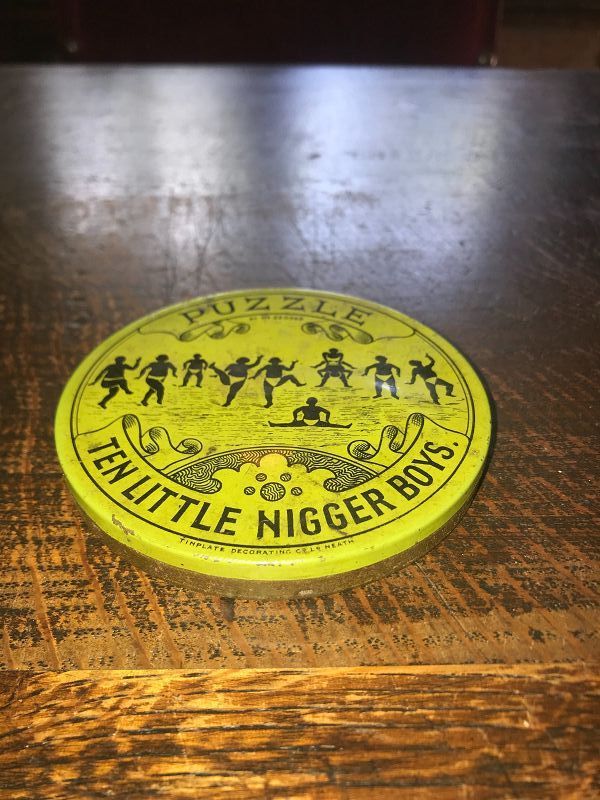 PUZZLE
TEN LITTLE NIGGER BOYS.
TINPLATE DECORATING Co Ld NEATH